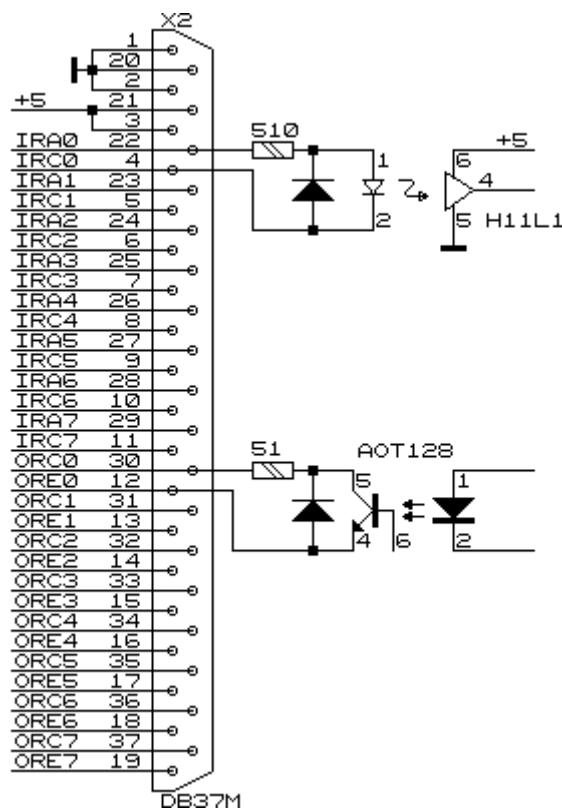 X2
1
20
2
+5 21
3
IRA0 22
IRC0 4
IRA1 23
IRC1 5
IRA2 24
IRC2 6
IRA3 25
IRC3 7
IRA4 26
IRC4 8
IRA5 27
IRC5 9
IRA6 28
IRC6 10
IRA7 29
IRC7 11
ORC0 30
ORE0 12
ORC1 31
ORE1 13
ORC2 32
ORE2 14
ORC3 33
ORE3 15
ORC4 34
ORE4 16
ORC5 35
ORE5 17
ORC6 36
ORE6 18
ORC7 37
ORE7 19
DB37M
510
1
2
+5
6
4
5 H11L1
51
AOT128
5
4
6
1
2